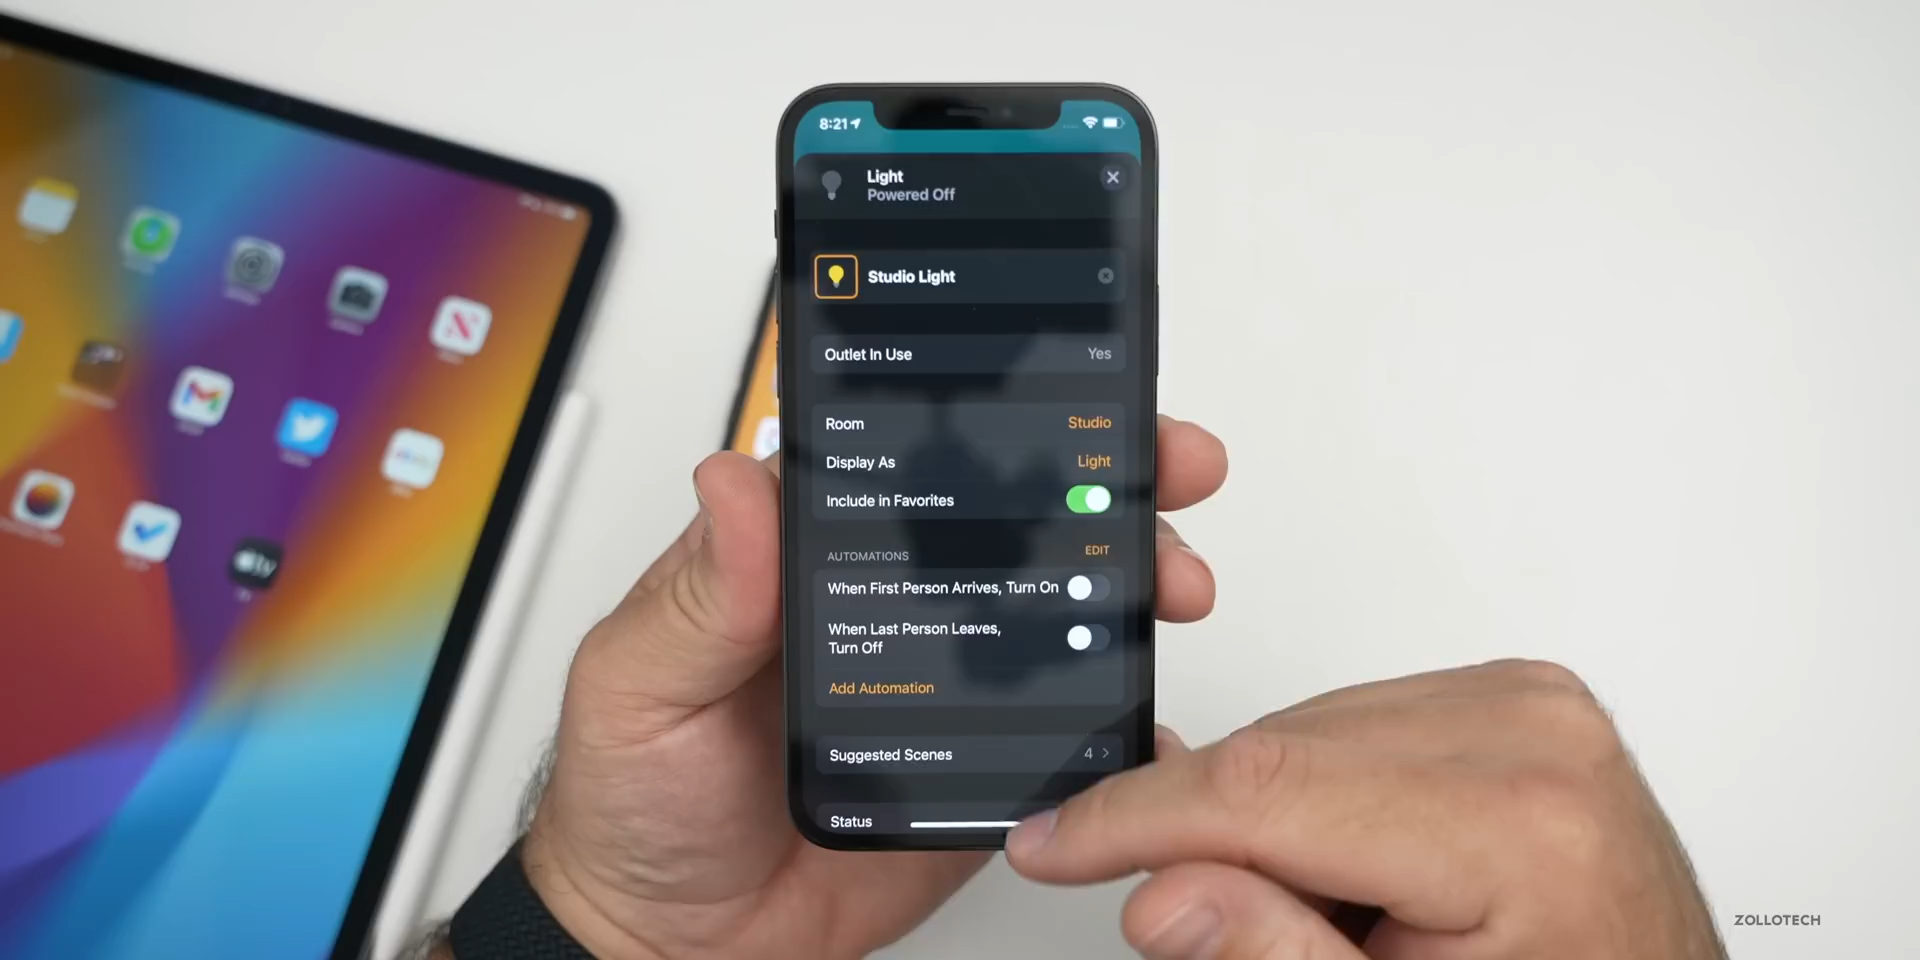 8:21
Light
Powered Off
Studio Light
Outlet In Use Yes
Room Studio
Display As Light
Include in Favorites
AUTOMATIONS EDIT
When First Person Arrives, Turn On
When Last Person Leaves,
Turn Off
Add Automation
Suggested Scenes 4
Status
tv
ZOLLOTECH